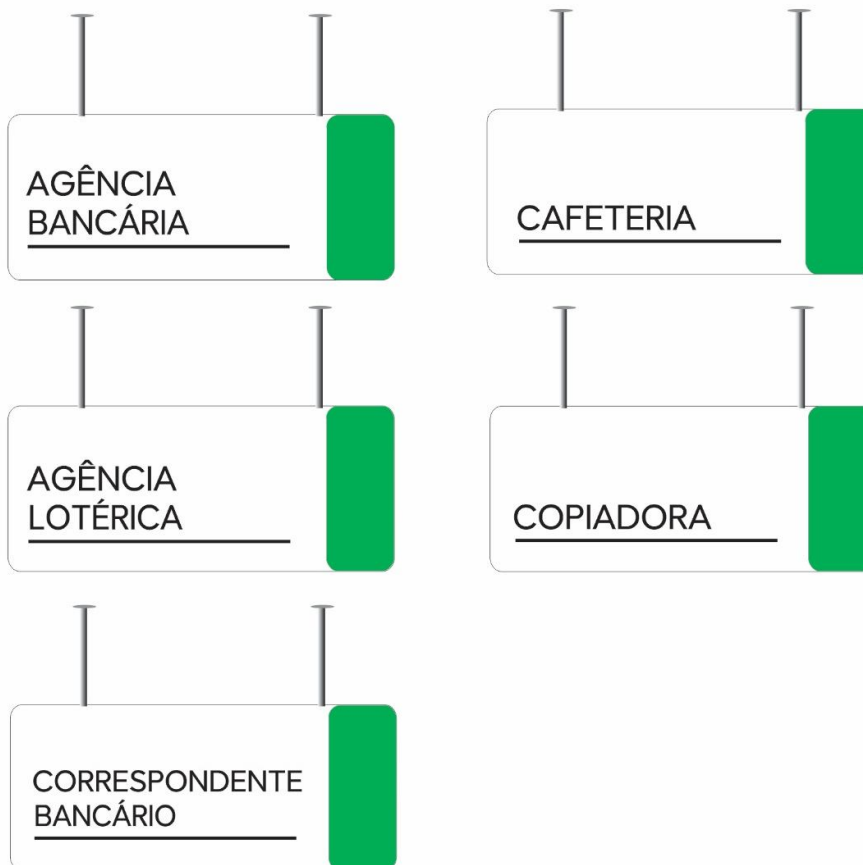 AGÊNCIA
BANCÁRIA
CAFETERIA
AGÊNCIA
LOTÉRICA
COPIADORA
CORRESPONDENTE
BANCÁRIO